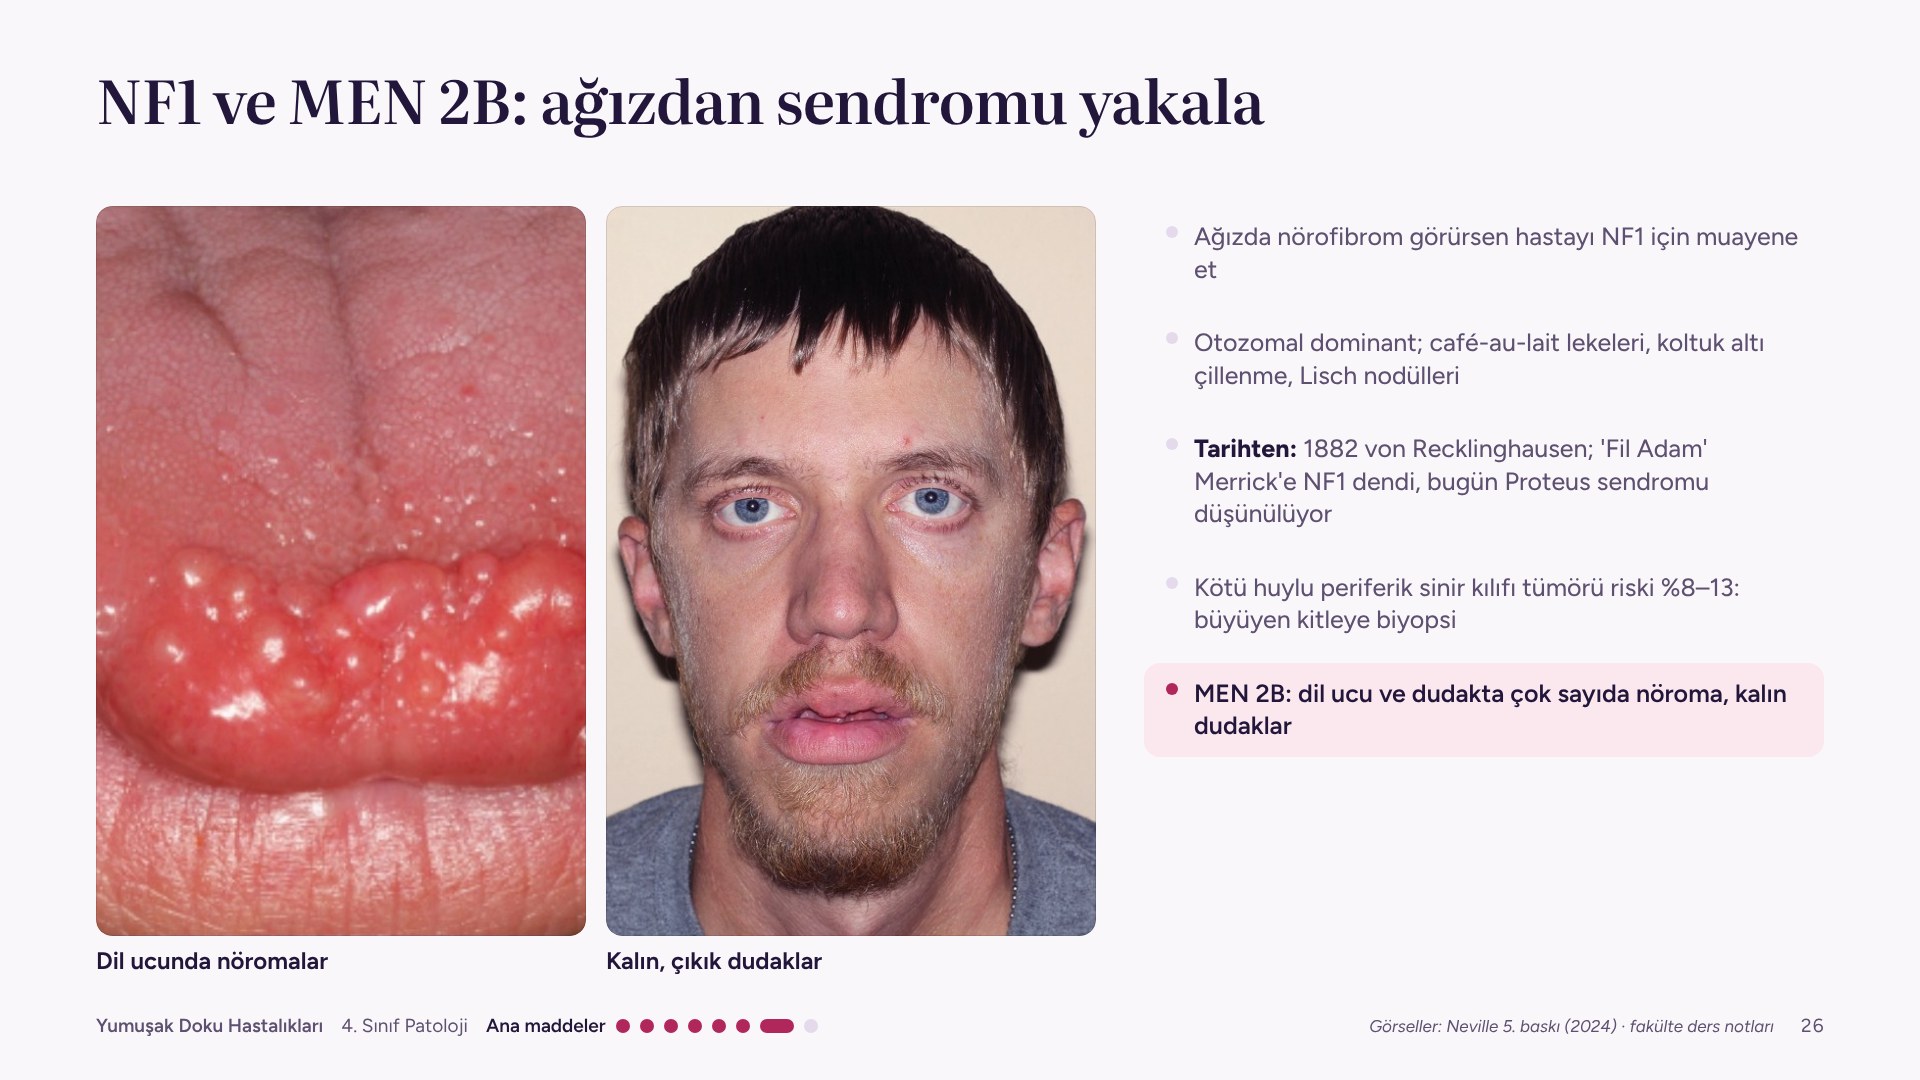 NF1 ve MEN 2B: ağızdan sendromu yakala
Ağızda nörofibrom görürsen hastayı NF1 için muayene
et
Otozomal dominant; café-au-lait lekeleri, koltuk altı
çillenme, Lisch nodülleri
Tarihten: 1882 von Recklinghausen; 'Fil Adam'
Merrick'e NF1 dendi, bugün Proteus sendromu
düşünülüyor
Kötü huylu periferik sinir kılıfı tümörü riski %8–13:
büyüyen kitleye biyopsi
MEN 2B: dil ucu ve dudakta çok sayıda nöroma, kalın
dudaklar
Dil ucunda nöromalar
Kalın, çıkık dudaklar
Yumuşak Doku Hastalıkları 4. Sınıf Patoloji Ana maddeler
Görseller: Neville 5. baskı (2024) · fakülte ders notları 26